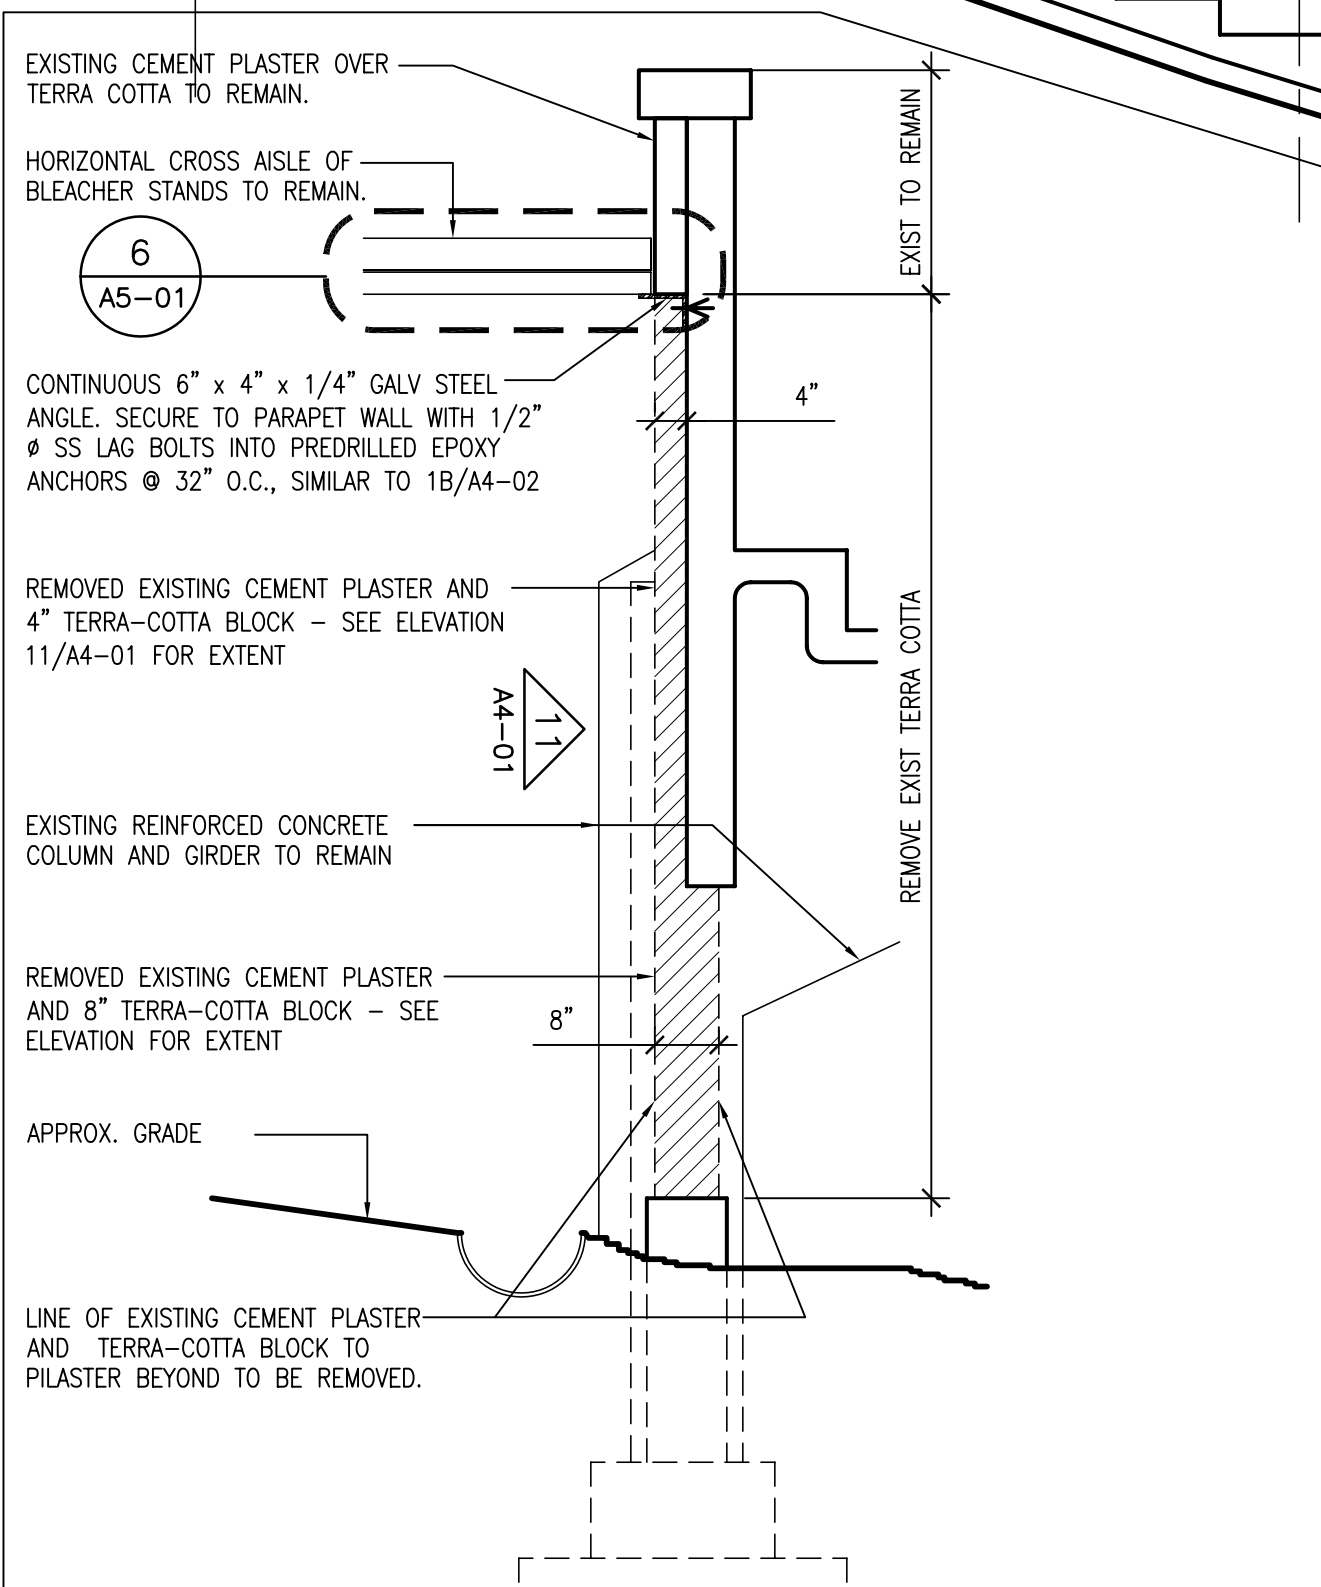 EXISTING CEMENT PLASTER OVER
TERRA COTTA TO REMAIN.
HORIZONTAL CROSS AISLE OF
BLEACHER STANDS TO REMAIN.
6
A5-01
EXIST TO REMAIN
CONTINUOUS 6" x 4" x 1/4" GALV STEEL
ANGLE. SECURE TO PARAPET WALL WITH 1/2"
ø SS LAG BOLTS INTO PREDRILLED EPOXY
ANCHORS @ 32" O.C., SIMILAR TO 1B/A4-02
4"
REMOVED EXISTING CEMENT PLASTER AND
4" TERRA-COTTA BLOCK - SEE ELEVATION
11/A4-01 FOR EXTENT
11
A4-01
REMOVE EXIST TERRA COTTA
EXISTING REINFORCED CONCRETE
COLUMN AND GIRDER TO REMAIN
REMOVED EXISTING CEMENT PLASTER
AND 8" TERRA-COTTA BLOCK - SEE
ELEVATION FOR EXTENT
8"
APPROX. GRADE
LINE OF EXISTING CEMENT PLASTER
AND TERRA-COTTA BLOCK TO
PILASTER BEYOND TO BE REMOVED.